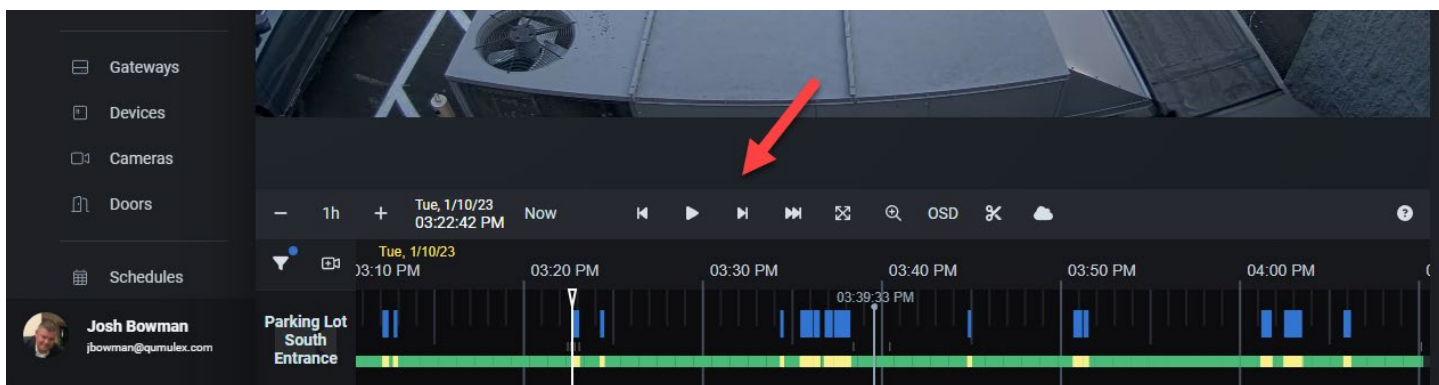 Gateways
Devices
Cameras
Doors
Schedules
Josh Bowman
jbowman@qumulex.com
1h
Tue, 1/10/23
03:22:42 PM
Now
OSD
Tue, 1/10/23
03:10 PM 03:20 PM 03:30 PM 03:40 PM 03:50 PM 04:00 PM
03:39:33 PM
Parking Lot
South
Entrance